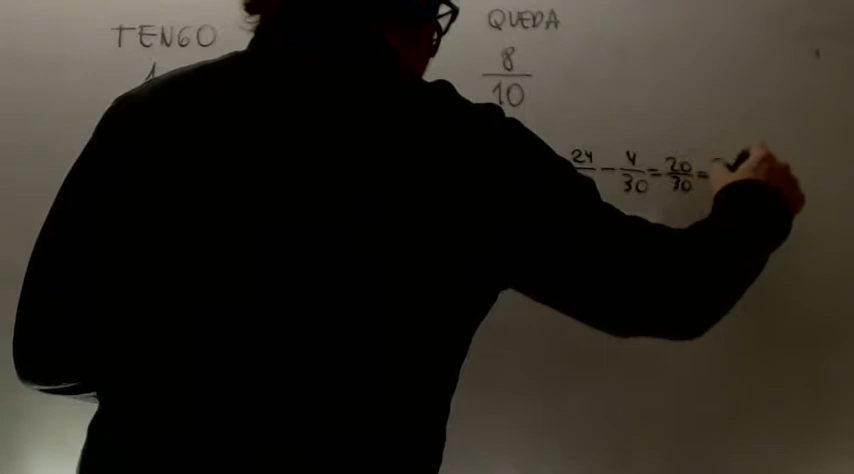 TENGO
QUEDA
8
10
24 - 4/30 = 20/30 =